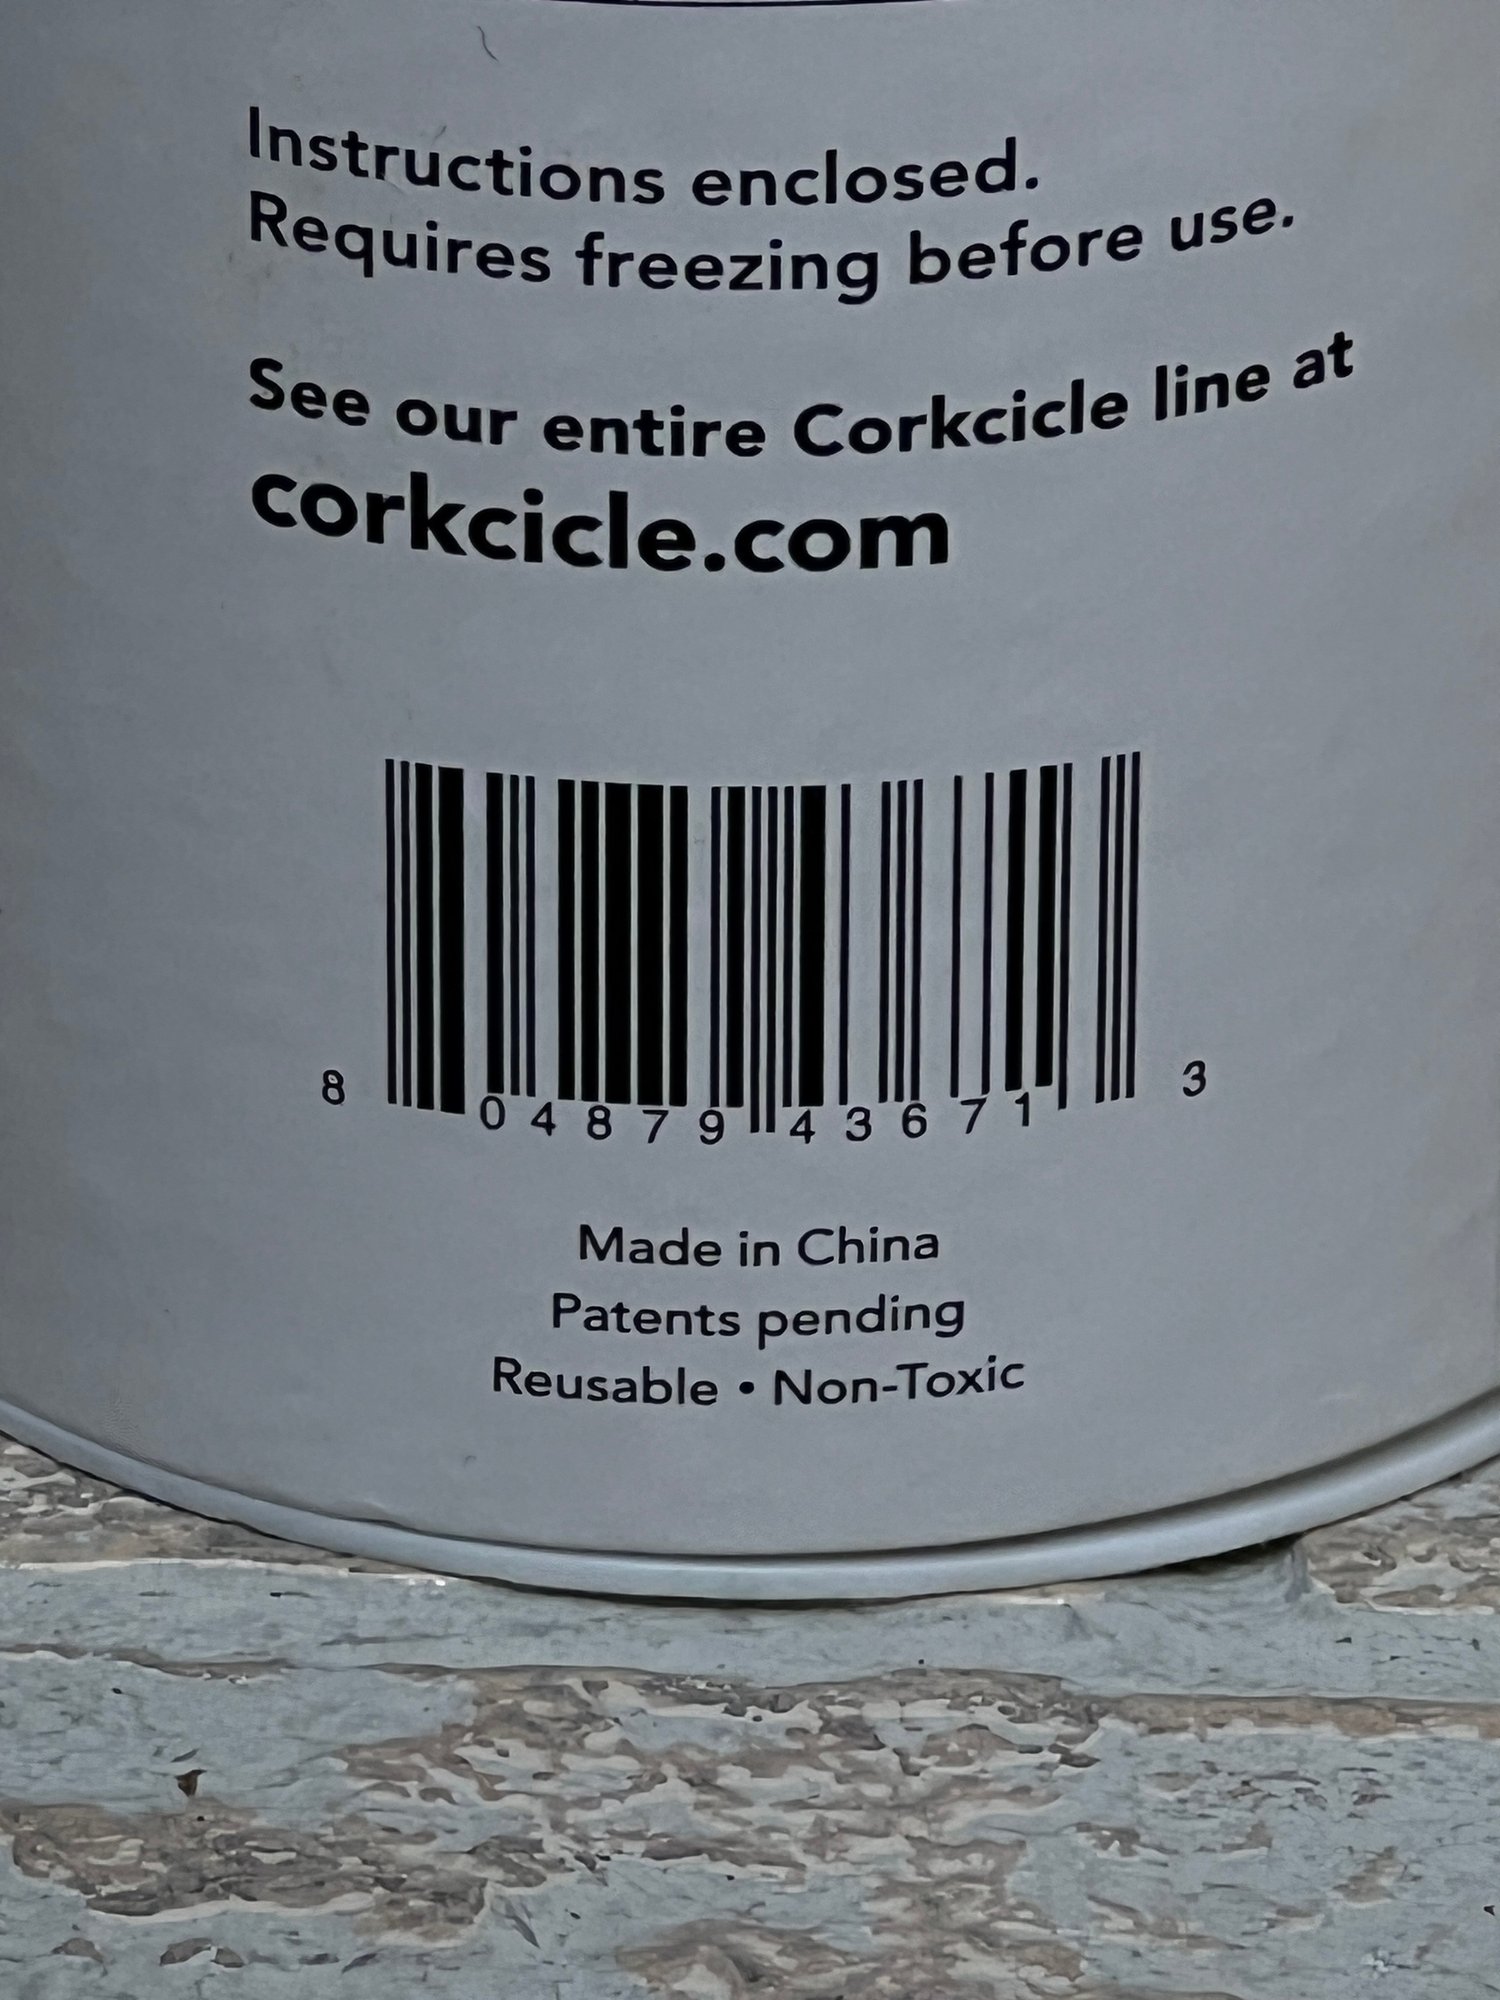 Instructions enclosed.
Requires freezing before use.
See our entire Corkcicle line at
corkcicle.com
8 04879 43671 3
Made in China
Patents pending
Reusable • Non-Toxic